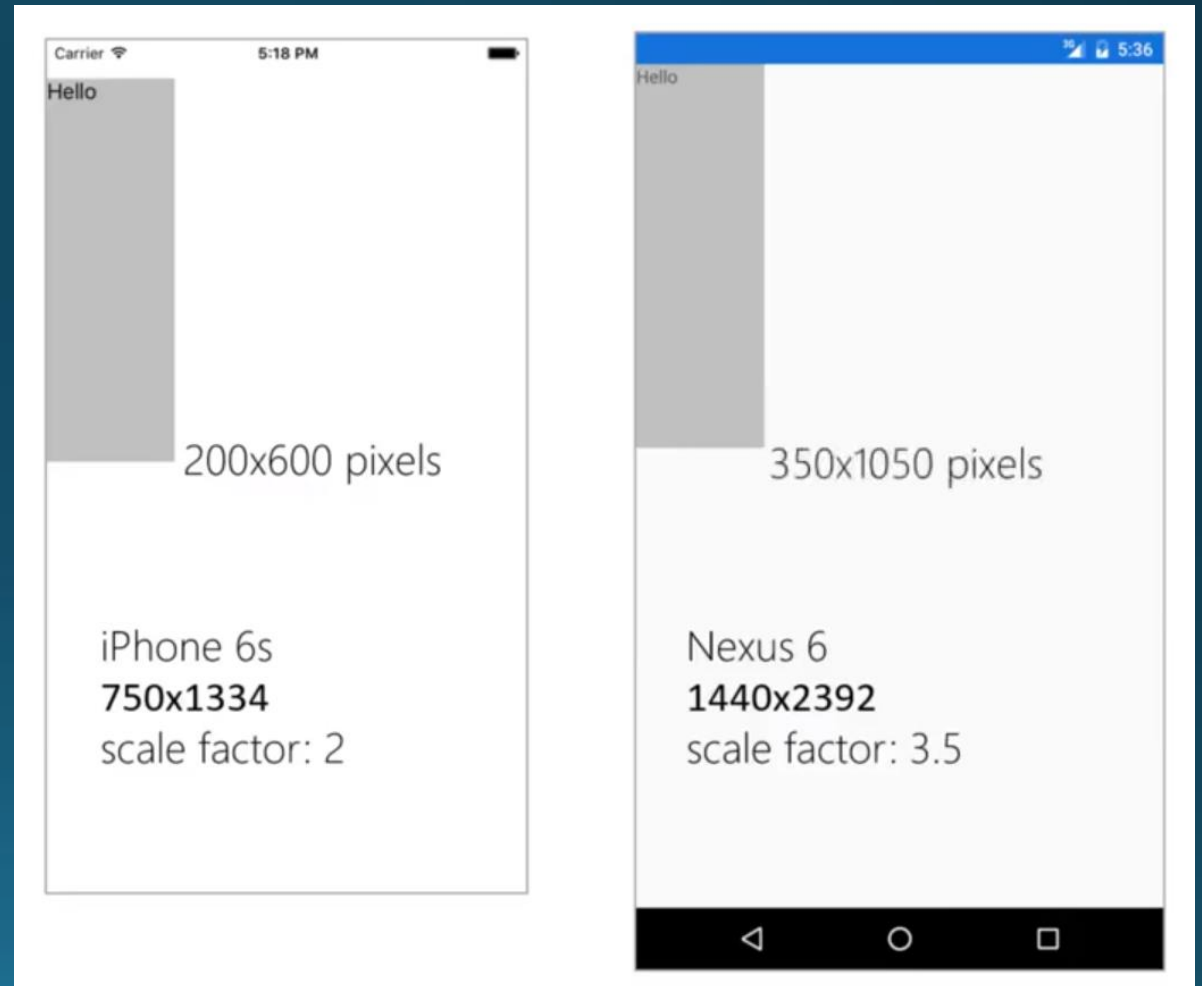 Carrier 5:18 PM
Hello
200x600 pixels
iPhone 6s
750x1334
scale factor: 2
3G 5:36
Hello
350x1050 pixels
Nexus 6
1440x2392
scale factor: 3.5